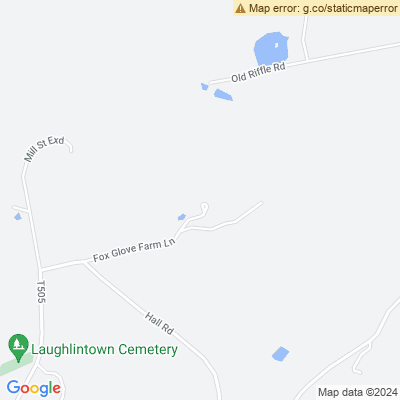 Map error: g.co/staticmaperror
Old Riffle Rd
Mill St Exd
Fox Glove Farm Ln
T505
Hall Rd
Laughlintown Cemetery
Google
Map data ©2024